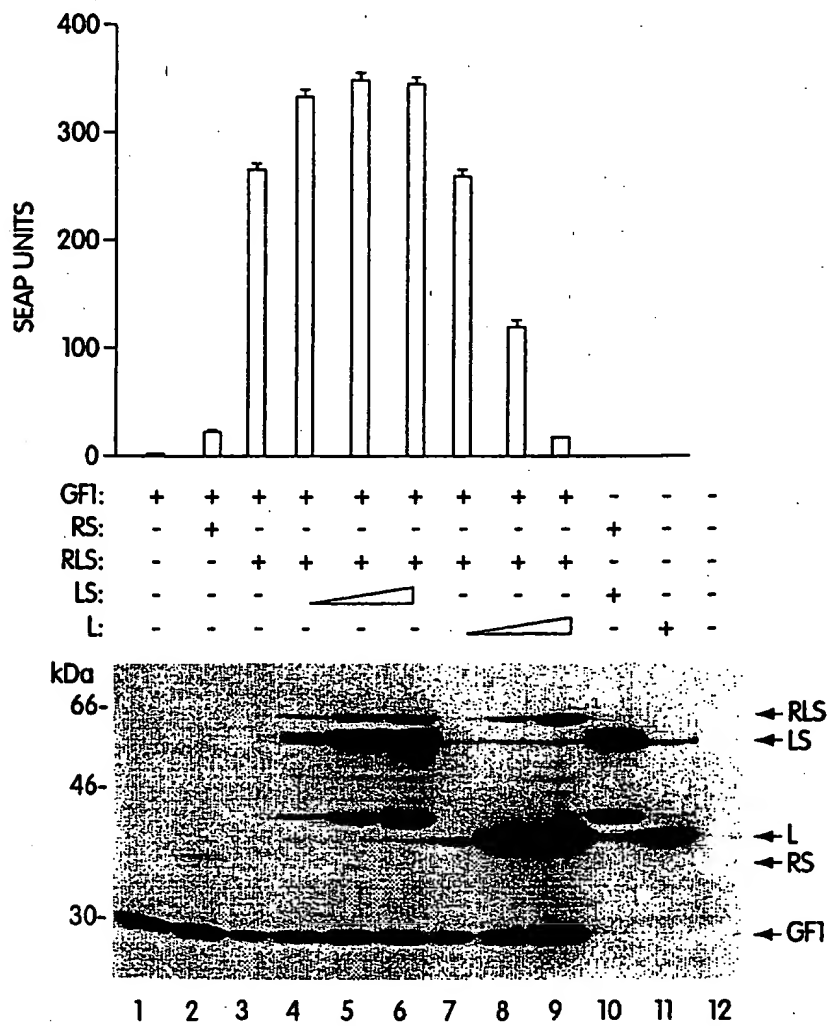 400
300
200
100
0
SEAP UNITS
GF1: + + + + + + + + + - - -
RS: - + - - - - - - - + - -
RLS: - - + + + + + + + - - -
LS: - - - - - - + - -
L: - - - - - - - + -
kDa
66-
46-
30-
RLS
LS
L
RS
GF1
1 2 3 4 5 6 7 8 9 10 11 12